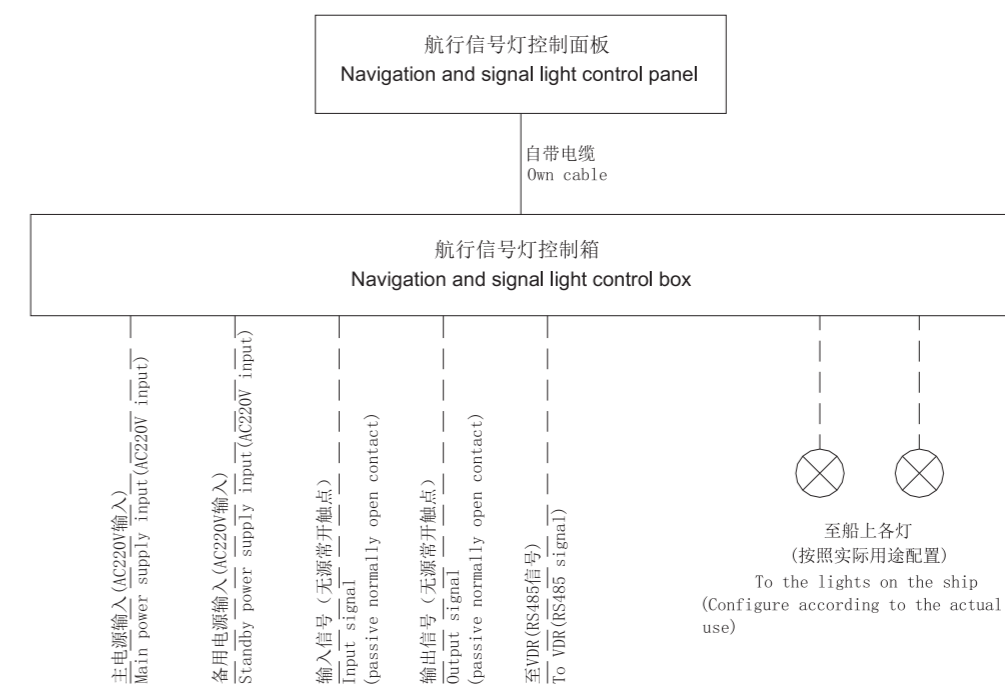 航行信号灯控制面板
Navigation and signal light control panel
自带电缆
Own cable
航行信号灯控制箱
Navigation and signal light control box
主电源输入(AC220V输入)
Main power supply input(AC220V input)
备用电源输入(AC220V输入)
Standby power supply input(AC220V input)
输入信号（无源常开触点）
Input signal
(passive normally open contact)
输出信号（无源常开触点）
Output signal
(passive normally open contact)
至VDR(RS485信号)
To VDR(RS485 signal)
至船上各灯
(按照实际用途配置)
To the lights on the ship
(Configure according to the actual
use)